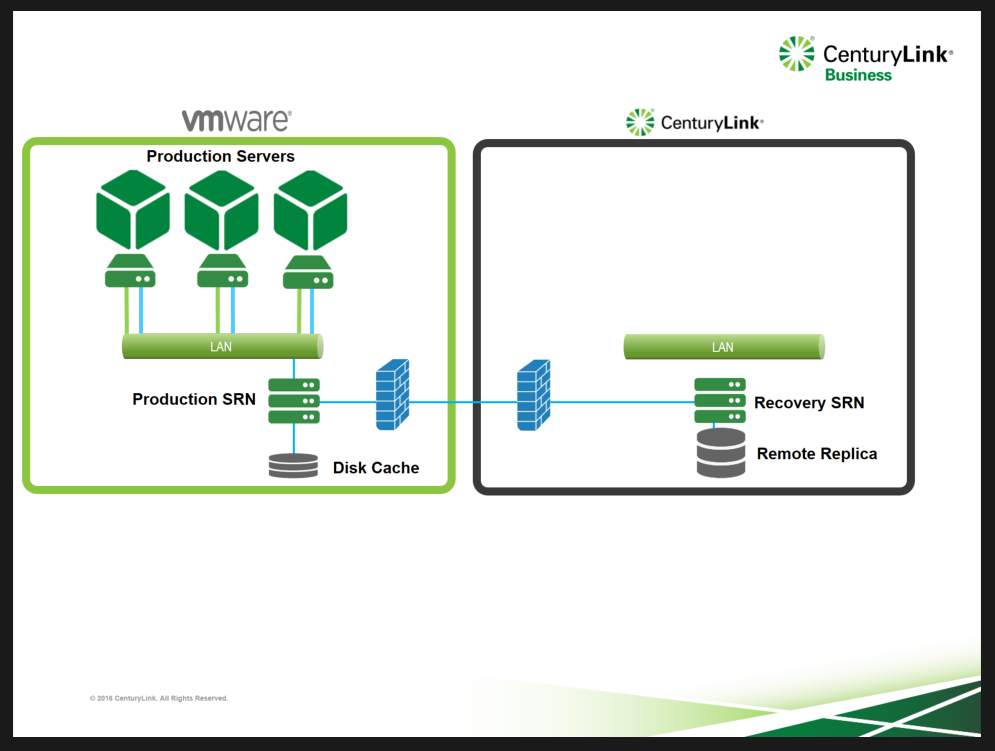 CenturyLink®
Business
vmware®
CenturyLink®
Production Servers
LAN
LAN
Production SRN
Recovery SRN
Remote Replica
Disk Cache
© 2016 CenturyLink. All Rights Reserved.